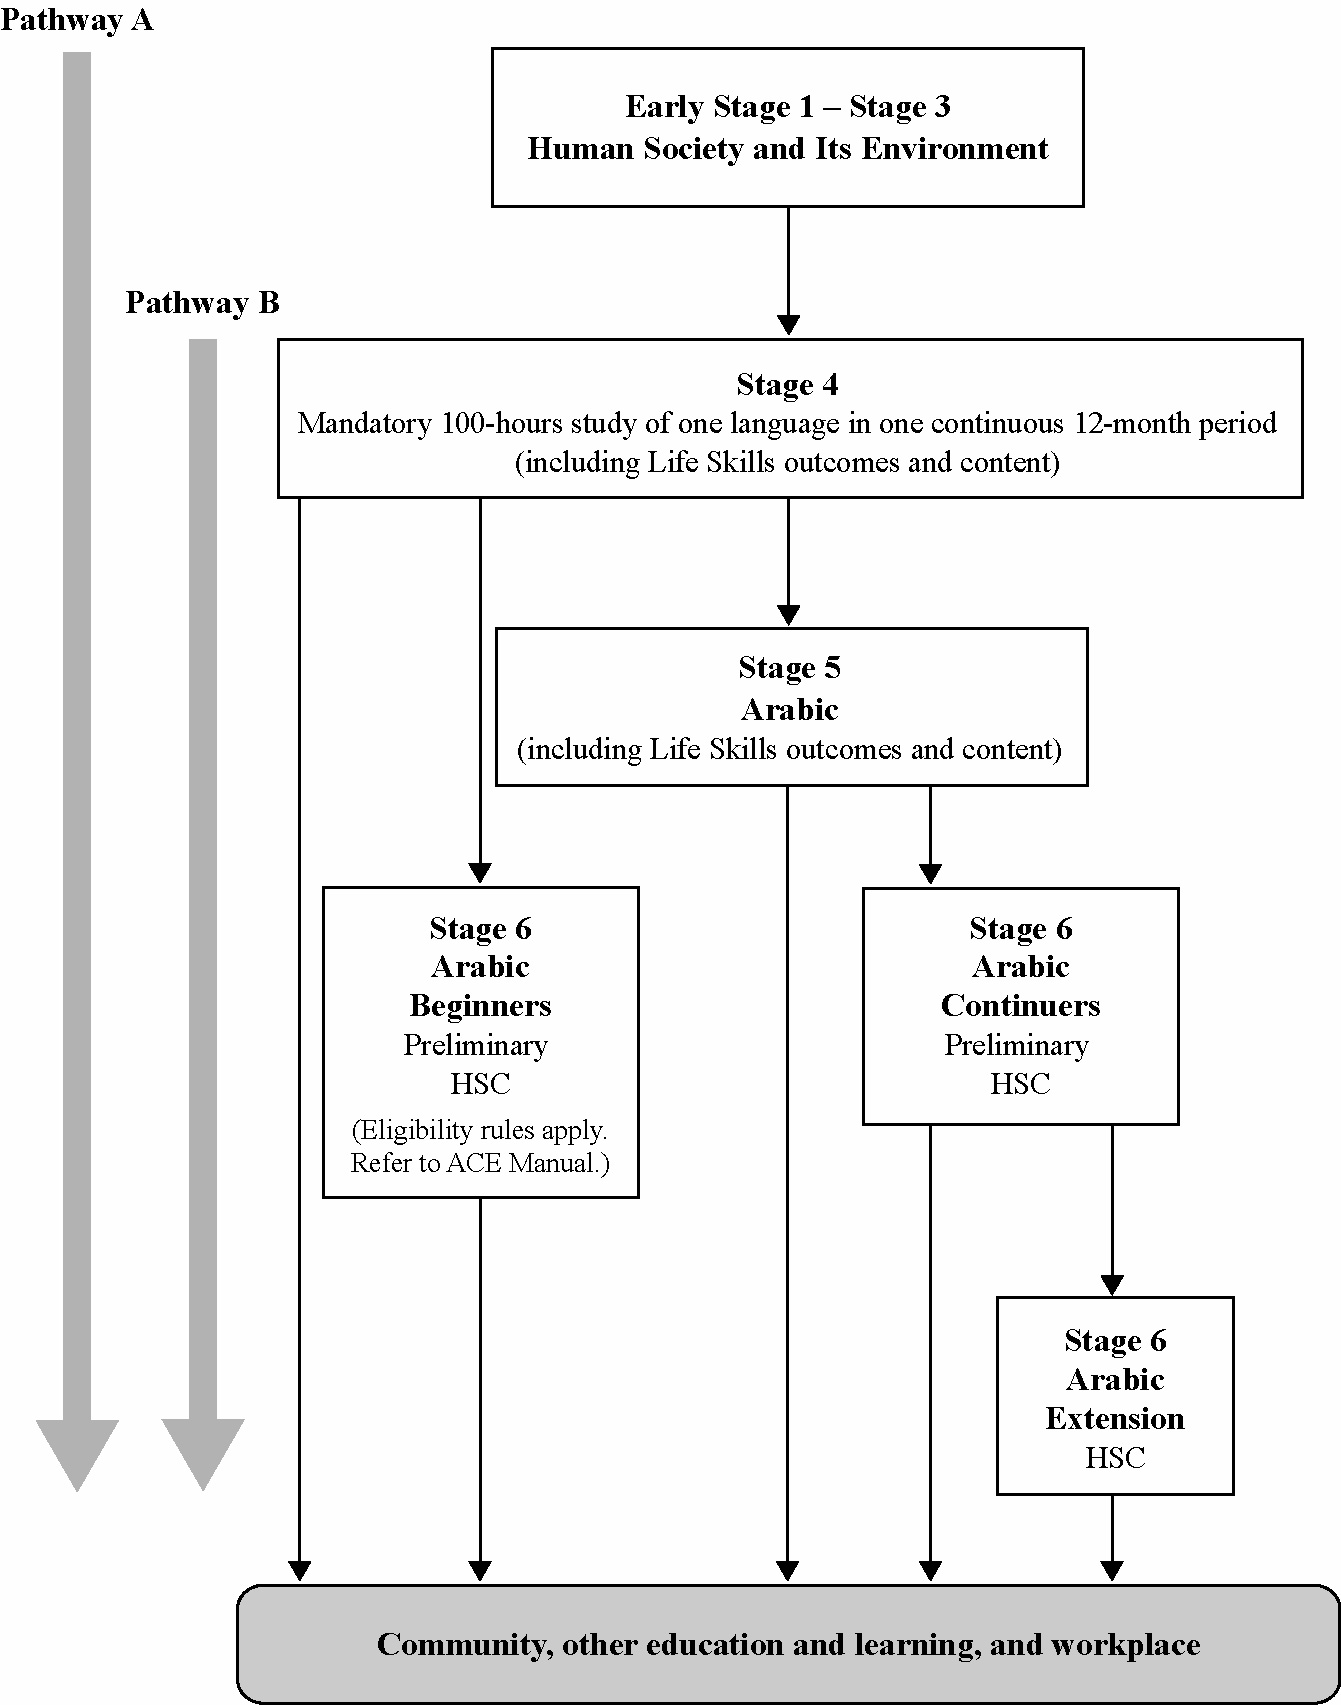 Pathway A
Early Stage 1 – Stage 3
Human Society and Its Environment
Pathway B
Stage 4
Mandatory 100-hours study of one language in one continuous 12-month period
(including Life Skills outcomes and content)
Stage 5
Arabic
(including Life Skills outcomes and content)
Stage 6
Arabic
Beginners
Preliminary
HSC
(Eligibility rules apply.
Refer to ACE Manual.)
Stage 6
Arabic
Continuers
Preliminary
HSC
Stage 6
Arabic
Extension
HSC
Community, other education and learning, and workplace